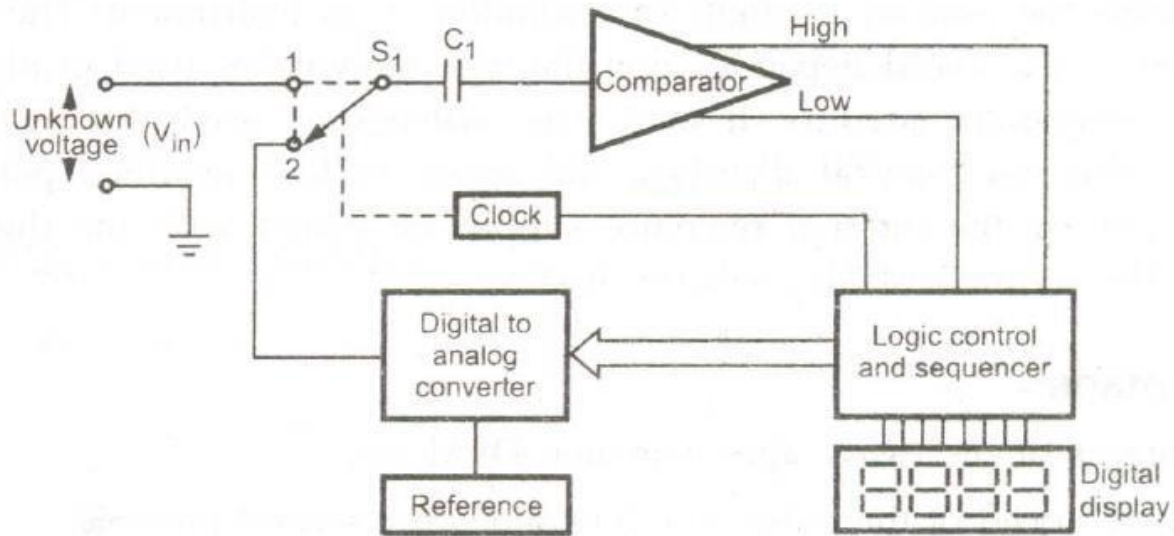 High
1
S1
C1
Comparator
Low
Unknown
voltage
(Vin)
2
Clock
Digital to
analog
converter
Logic control
and sequencer
Reference
Digital
display